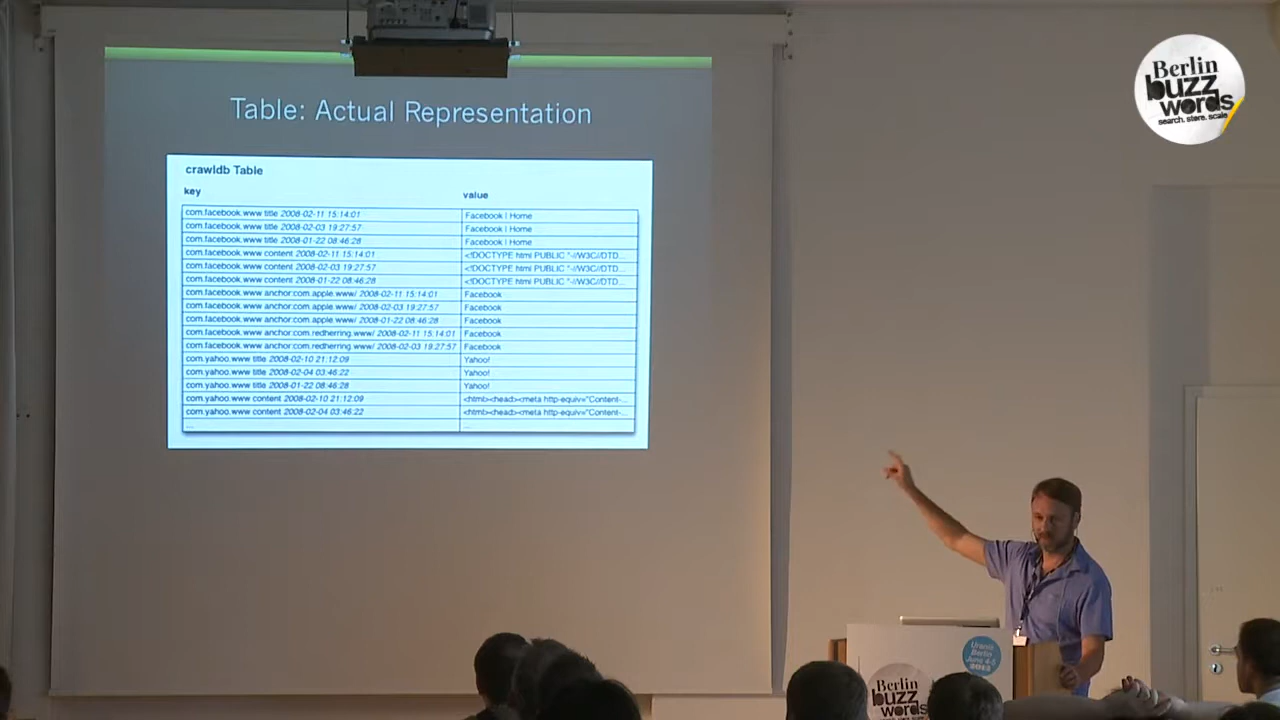 Table: Actual Representation
crawldb Table
key value
com.facebook.www title 2008-02-11 15:14:01 Facebook | Home
com.facebook.www title 2008-02-03 19:27:57 Facebook | Home
com.facebook.www title 2008-01-22 08:46:28 Facebook | Home
com.facebook.www content 2008-02-11 15:14:01 <!DOCTYPE html PUBLIC "-//W3C//DTD...
com.facebook.www content 2008-02-03 19:27:57 <!DOCTYPE html PUBLIC "-//W3C//DTD...
com.facebook.www content 2008-01-22 08:46:28 <!DOCTYPE html PUBLIC "-//W3C//DTD...
com.facebook.www anchor:com.apple.www/ 2008-02-11 15:14:01 Facebook
com.facebook.www anchor:com.apple.www/ 2008-02-03 19:27:57 Facebook
com.facebook.www anchor:com.apple.www/ 2008-01-22 08:46:28 Facebook
com.facebook.www anchor:com.redherring.www/ 2008-02-11 15:14:01 Facebook
com.facebook.www anchor:com.redherring.www/ 2008-02-03 19:27:57 Facebook
com.yahoo.www title 2008-02-10 21:12:09 Yahoo!
com.yahoo.www title 2008-02-04 03:46:22 Yahoo!
com.yahoo.www title 2008-01-22 08:46:28 Yahoo!
com.yahoo.www content 2008-02-10 21:12:09 <html><head><meta http-equiv="Content-...
com.yahoo.www content 2008-02-04 03:46:22 <html><head><meta http-equiv="Content-...
... ...
Berlin
buzz
words
search. store. scale
Urania
Berlin
June 4-5
2012
Berlin
buzz
words